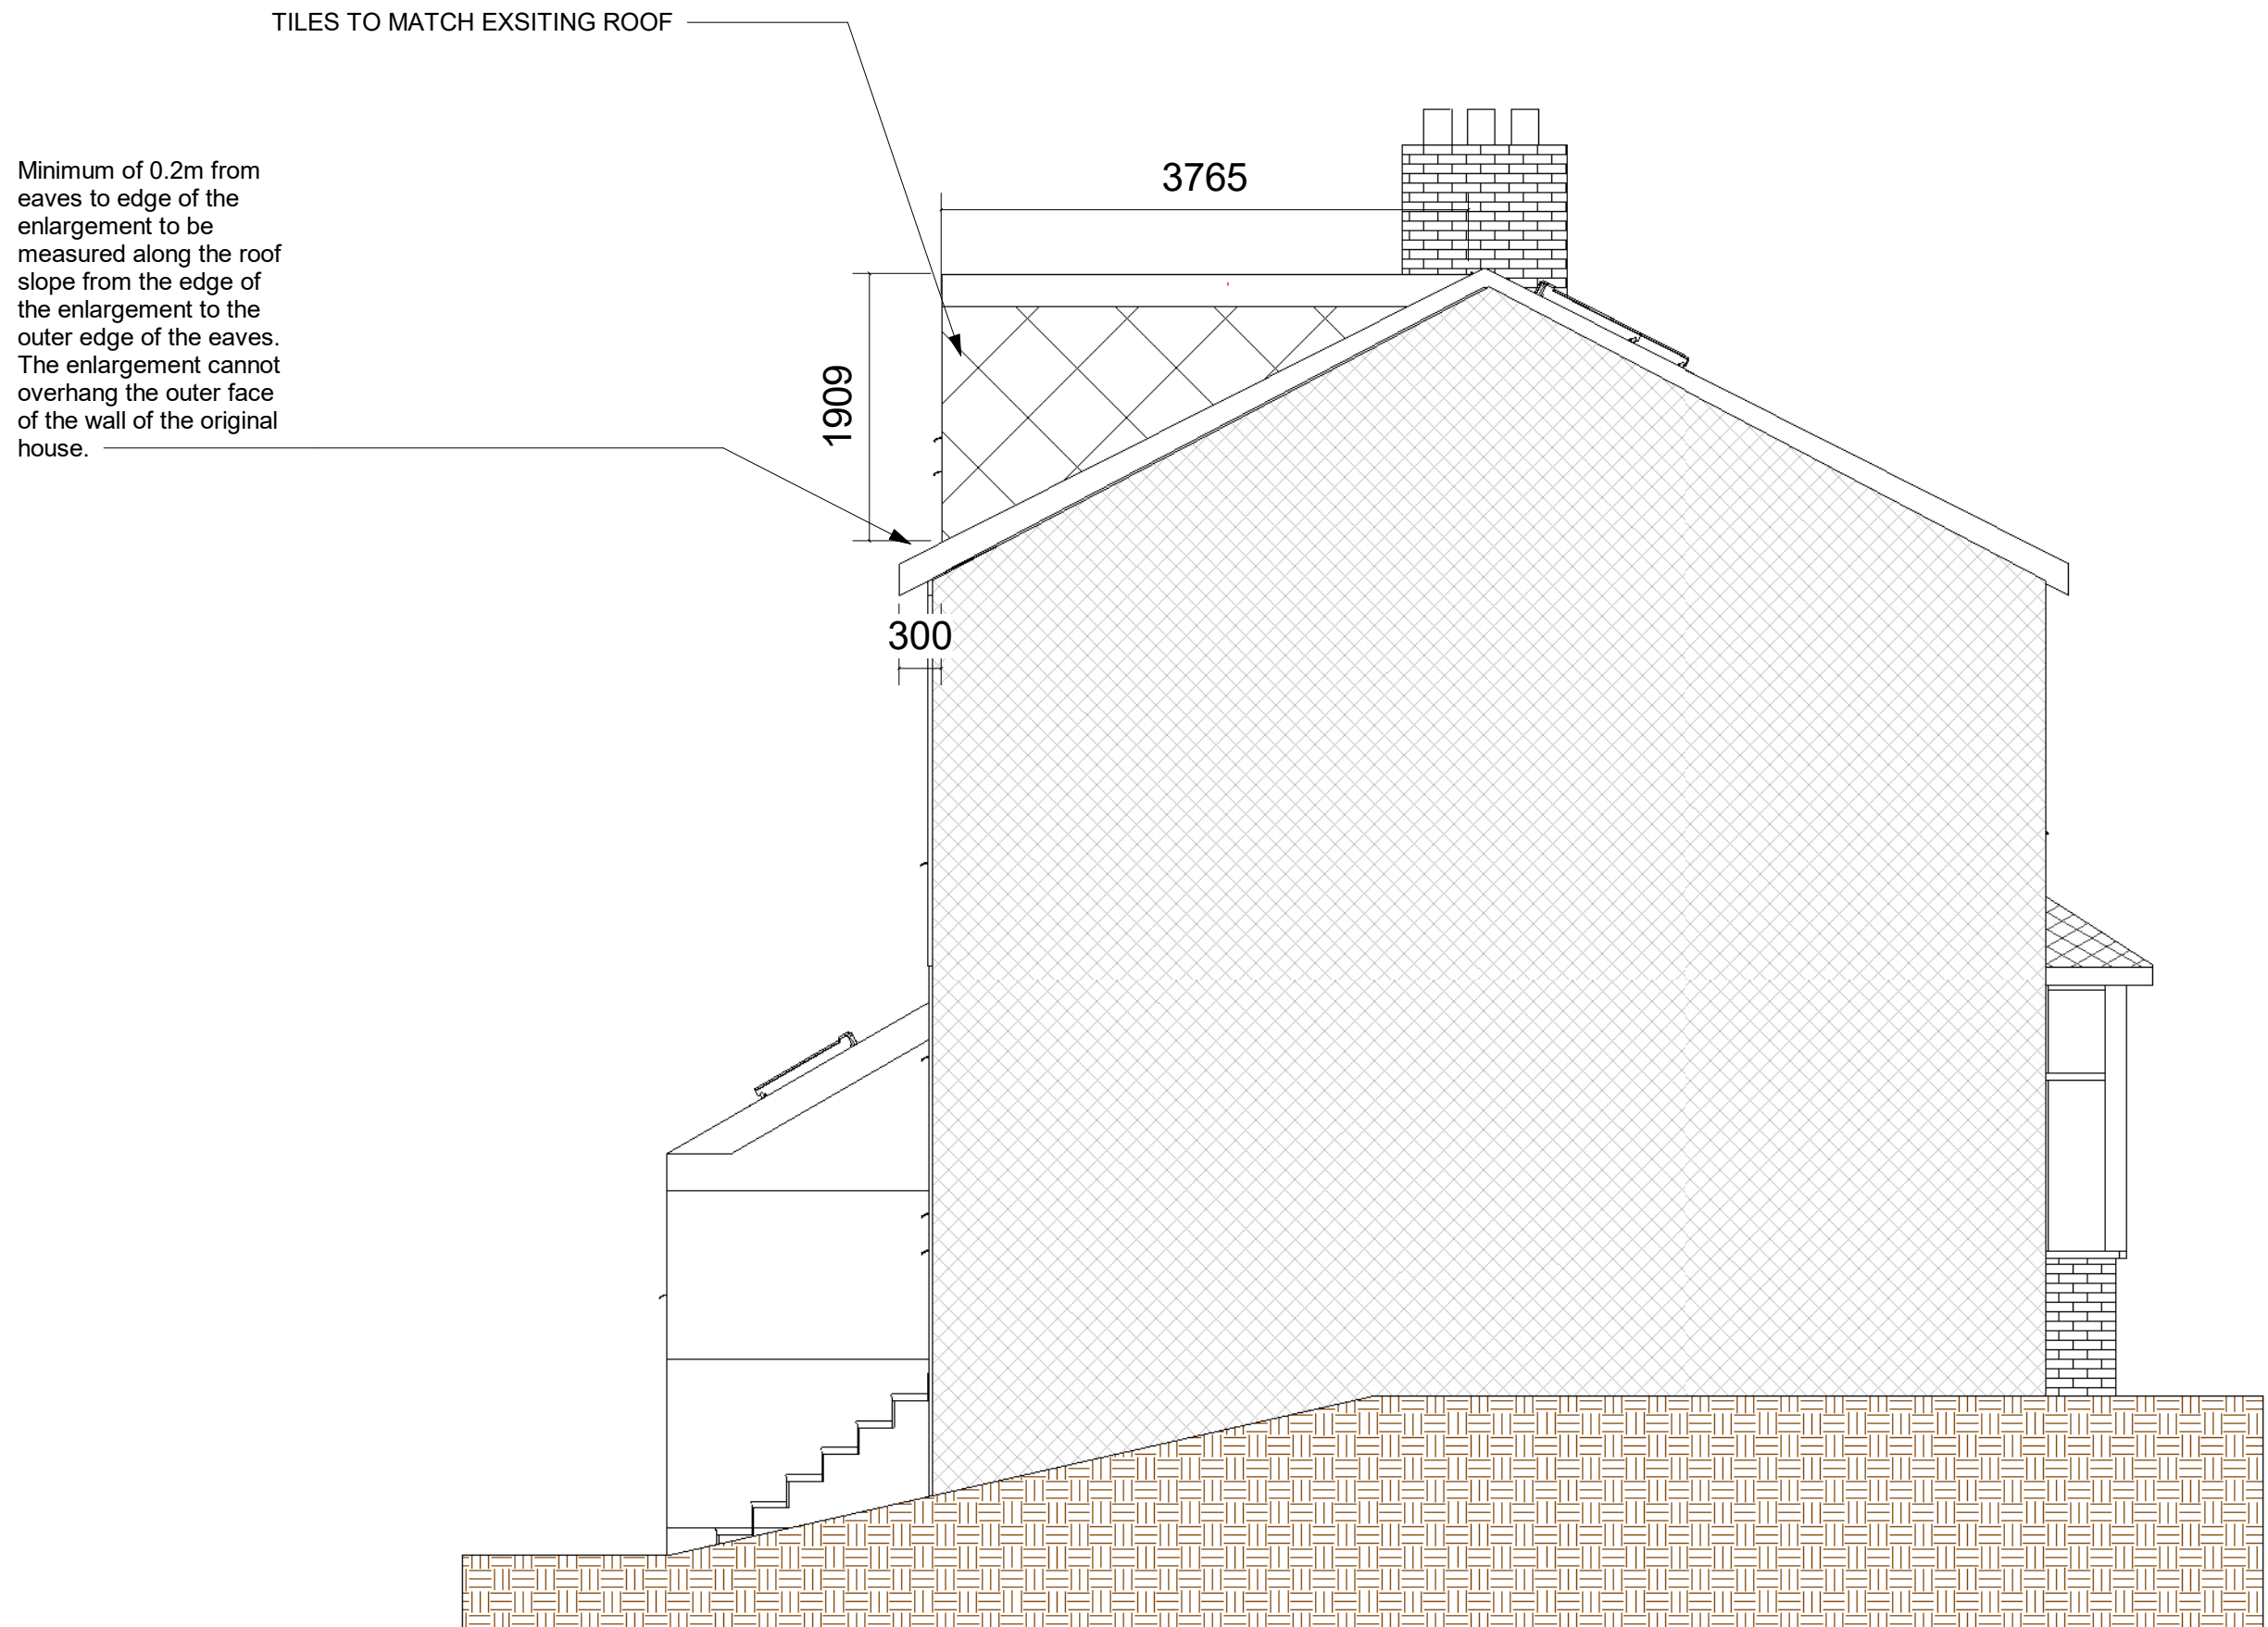 TILES TO MATCH EXSITING ROOF
Minimum of 0.2m from
eaves to edge of the
enlargement to be
measured along the roof
slope from the edge of
the enlargement to the
outer edge of the eaves.
The enlargement cannot
overhang the outer face
of the wall of the original
house.
3765
1909
300